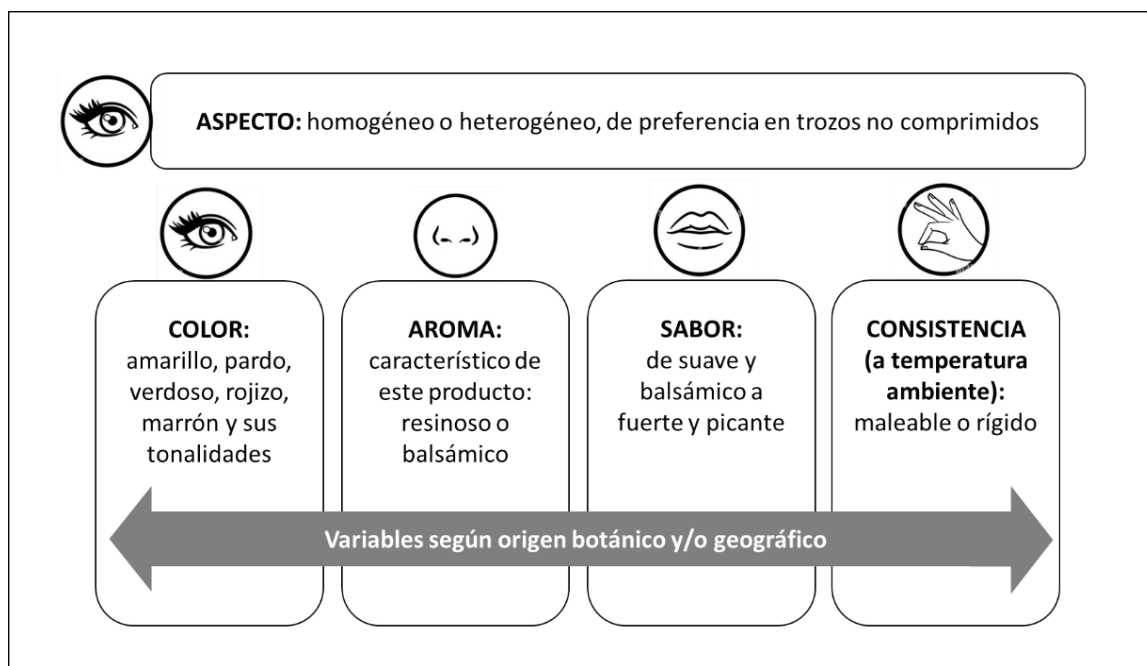 ASPECTO: homogéneo o heterogéneo, de preferencia en trozos no comprimidos
COLOR:
amarillo, pardo,
verdoso, rojizo,
marrón y sus
tonalidades
AROMA:
característico de
este producto:
resinoso o
balsámico
SABOR:
de suave y
balsámico a
fuerte y picante
CONSISTENCIA
(a temperatura
ambiente):
maleable o rígido
Variables según origen botánico y/o geográfico